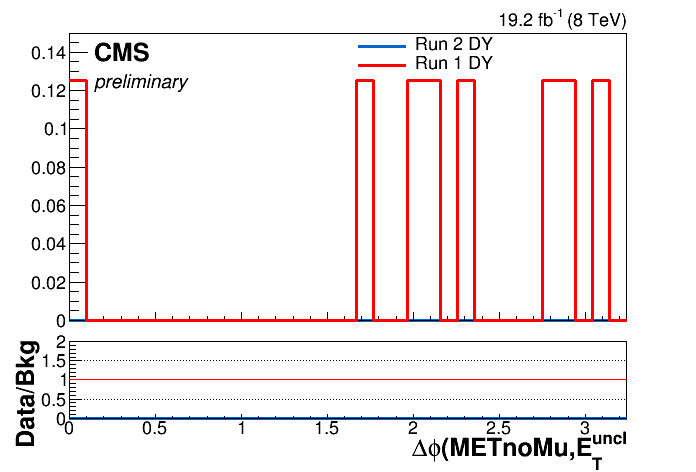 19.2 fb-1 (8 TeV)
CMS
preliminary
Run 2 DY
Run 1 DY
0.14
0.12
0.1
0.08
0.06
0.04
0.02
0
Data/Bkg
2
1.5
1
0.5
0
0 0.5 1 1.5 2 2.5 3
Δϕ(METnoMu,E_T^uncl